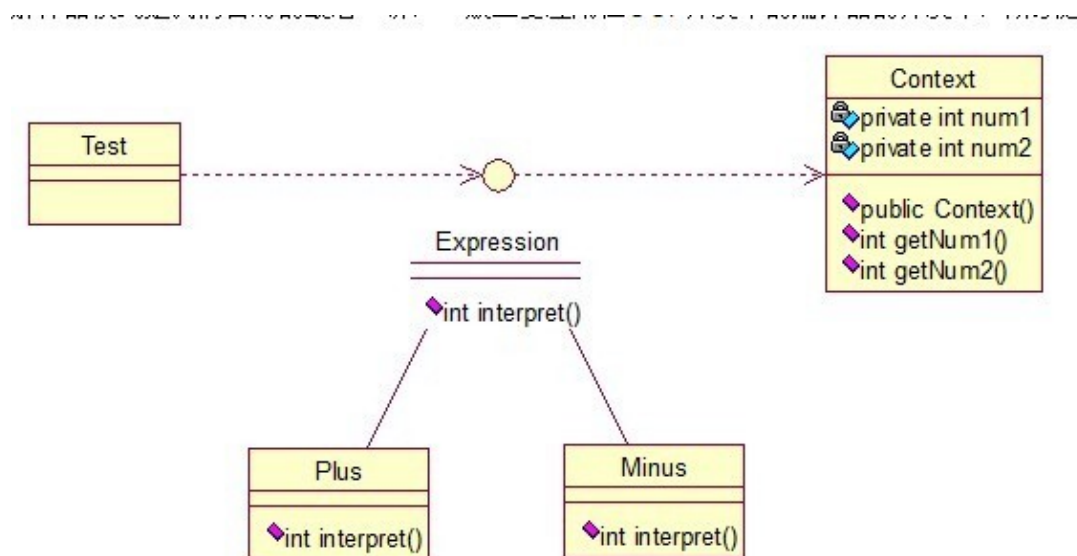 Test
Context
private int num1
private int num2
public Context()
int getNum1()
int getNum2()
Expression
int interpret()
Plus
int interpret()
Minus
int interpret()